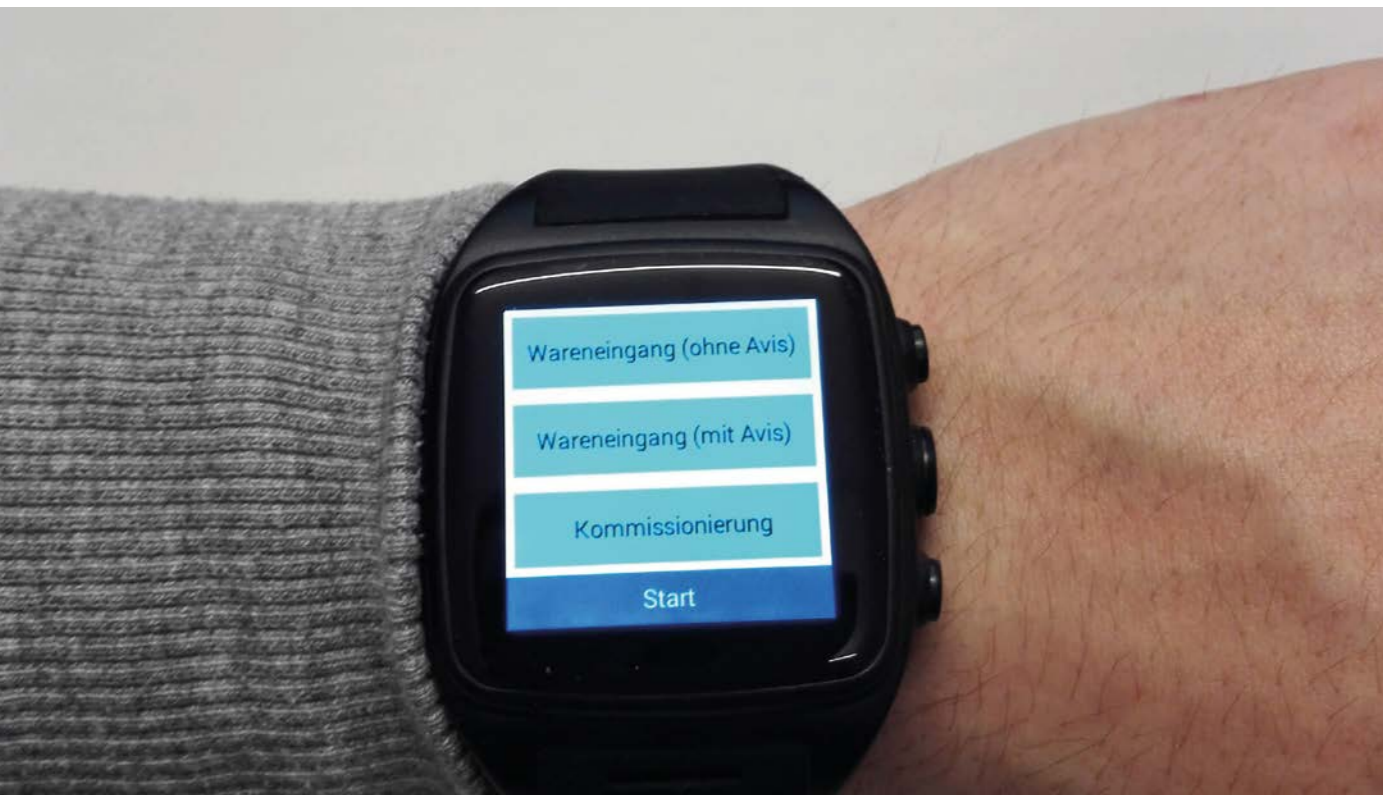 Wareneingang (ohne Avis)
Wareneingang (mit Avis)
Kommissionierung
Start